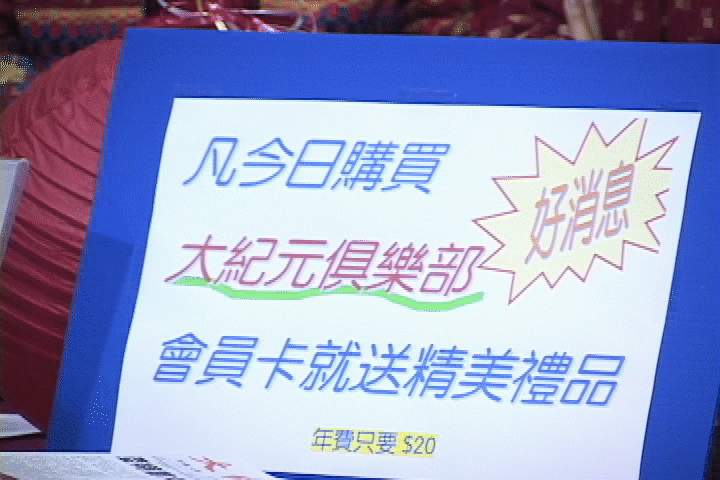 凡今日購買
好消息
大紀元俱樂部
會員卡就送精美禮品
年費只要 $20